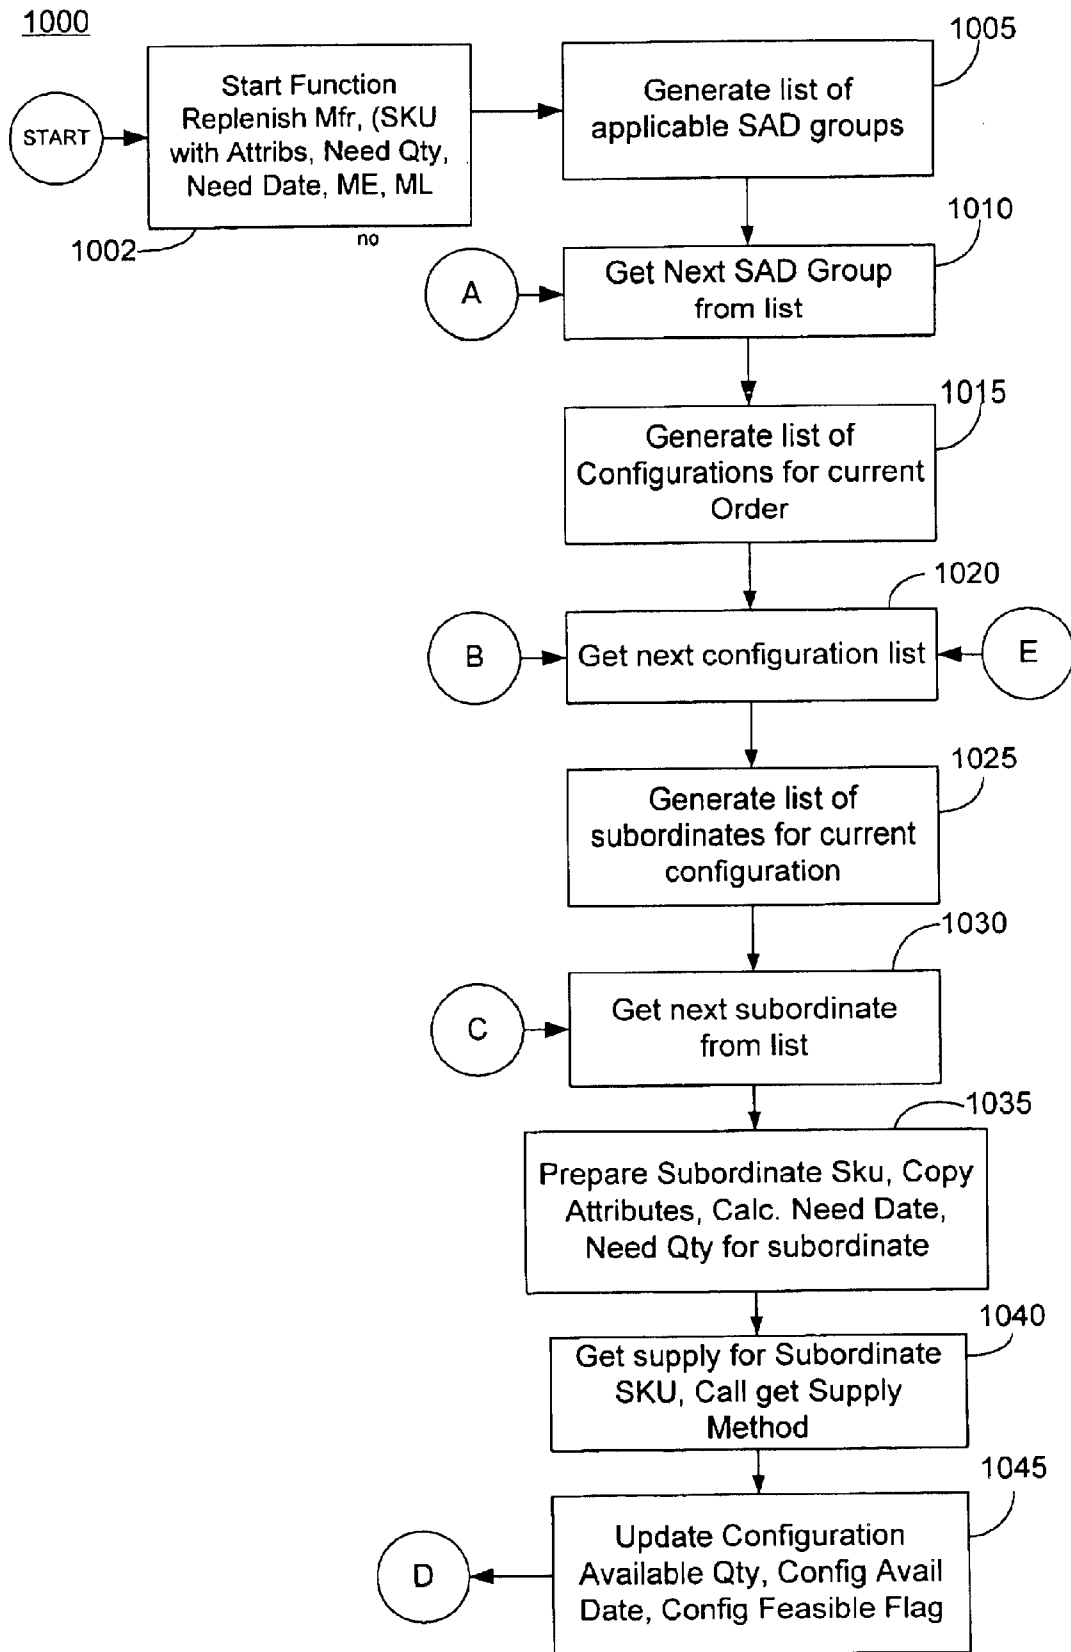 1000
START
Start Function
Replenish Mfr, (SKU
with Attribs, Need Qty,
Need Date, ME, ML
1002
no
Generate list of
applicable SAD groups
1005
A
Get Next SAD Group
from list
1010
Generate list of
Configurations for current
Order
1015
B
Get next configuration list
1020
E
Generate list of
subordinates for current
configuration
1025
C
Get next subordinate
from list
1030
Prepare Subordinate Sku, Copy
Attributes, Calc. Need Date,
Need Qty for subordinate
1035
Get supply for Subordinate
SKU, Call get Supply
Method
1040
Update Configuration
Available Qty, Config Avail
Date, Config Feasible Flag
1045
D